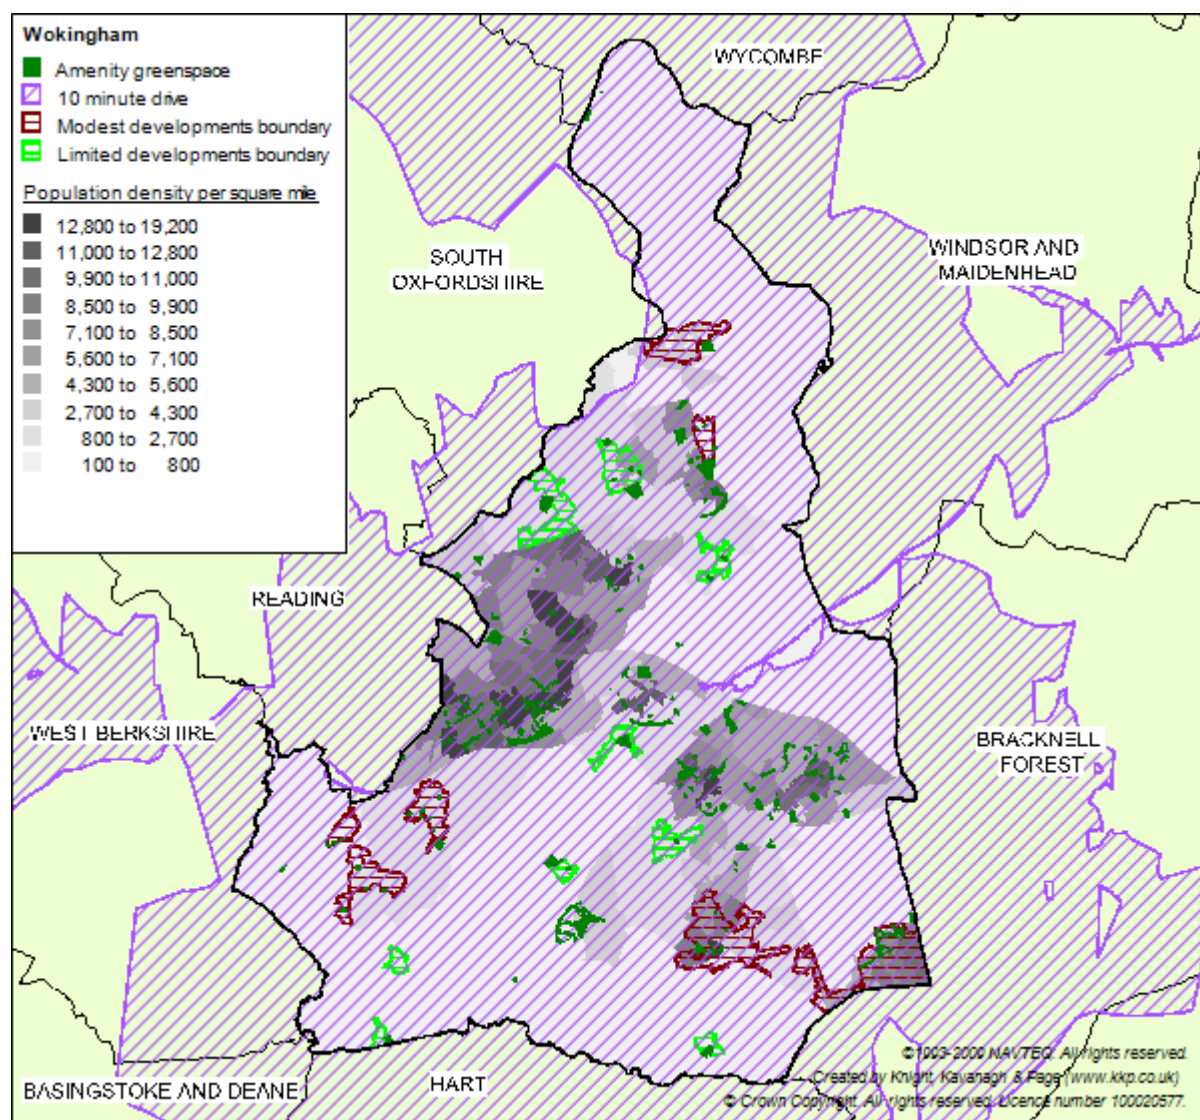 Wokingham
Amenity greenspace
10 minute drive
Modest developments boundary
Limited developments boundary
Population density per square mile
12,800 to 19,200
11,000 to 12,800
9,900 to 11,000
8,500 to 9,900
7,100 to 8,500
5,600 to 7,100
4,300 to 5,600
2,700 to 4,300
800 to 2,700
100 to 800
WYCOMBE
SOUTH
OXFORDSHIRE
WINDSOR AND
MAIDENHEAD
READING
WEST BERKSHIRE
BRACKNELL
FOREST
BASINGSTOKE AND DEANE
HART
©1993-2009 NAVTEQ. All rights reserved.
Created by Knight, Kavanagh & Page (www.kkp.co.uk)
© Crown Copyright. All rights reserved. Licence number 100020577.